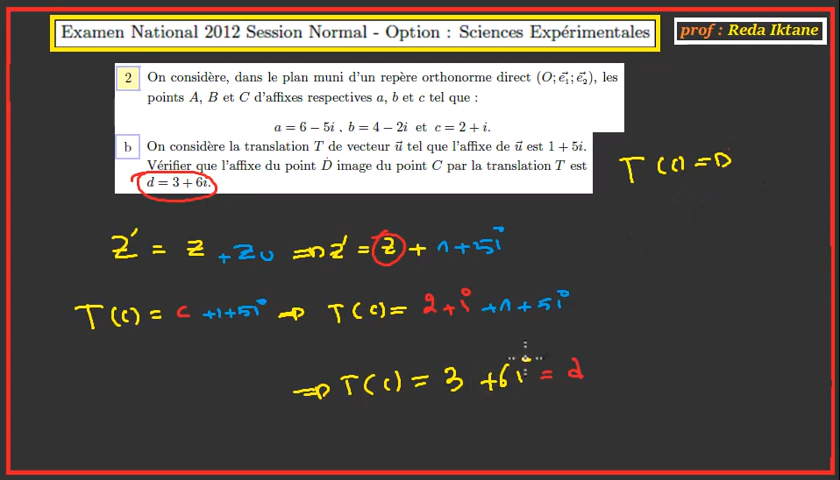 Examen National 2012 Session Normal - Option : Sciences Expérimentales
prof : Reda Iktane
2 On considère, dans le plan muni d'un repère orthonorme direct (O; e₁⃗; e₂⃗), les
points A, B et C d'affixes respectives a, b et c tel que :
a = 6 − 5i , b = 4 − 2i et c = 2 + i.
b On considère la translation T de vecteur u⃗ tel que l'affixe de u⃗ est 1 + 5i.
Vérifier que l'affixe du point D image du point C par la translation T est
d = 3 + 6i.
T(C) = D
Z' = Z + Zu ⇒ Z' = Z + 1+5i
T(C) = c +1+5i ⇒ T(C) = 2+i +1+5i
⇒ T(C) = 3 +6i = d